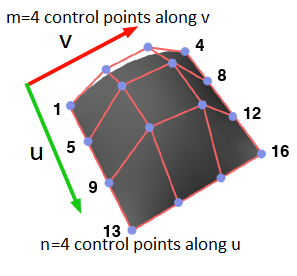 m=4 control points along v
v
4
8
1
12
5
u
16
9
13
n=4 control points along u